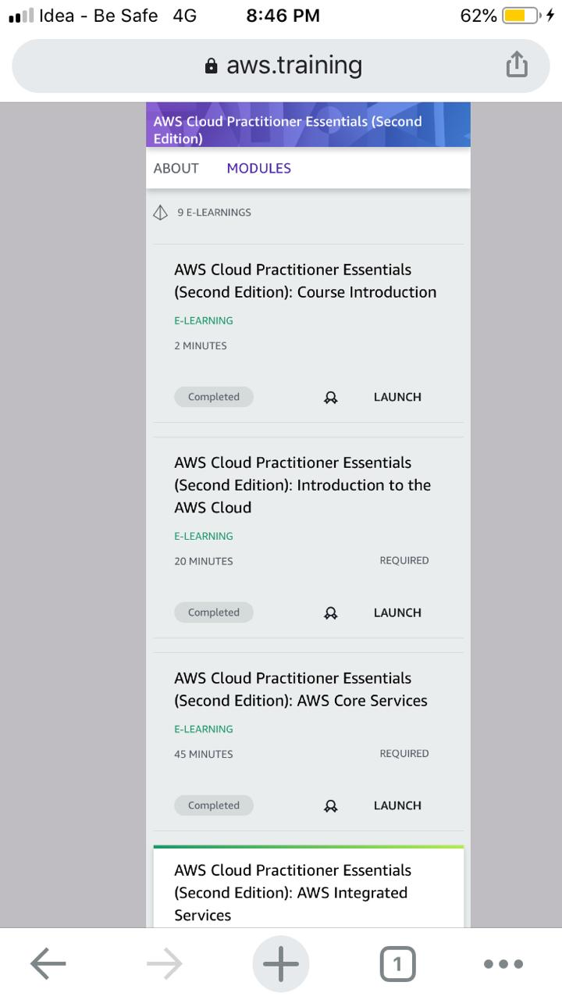 Idea - Be Safe 4G 8:46 PM 62%
aws.training
AWS Cloud Practitioner Essentials (Second
Edition)
ABOUT MODULES
9 E-LEARNINGS
AWS Cloud Practitioner Essentials
(Second Edition): Course Introduction
E-LEARNING
2 MINUTES
Completed LAUNCH
AWS Cloud Practitioner Essentials
(Second Edition): Introduction to the
AWS Cloud
E-LEARNING
20 MINUTES REQUIRED
Completed LAUNCH
AWS Cloud Practitioner Essentials
(Second Edition): AWS Core Services
E-LEARNING
45 MINUTES REQUIRED
Completed LAUNCH
AWS Cloud Practitioner Essentials
(Second Edition): AWS Integrated
Services
1